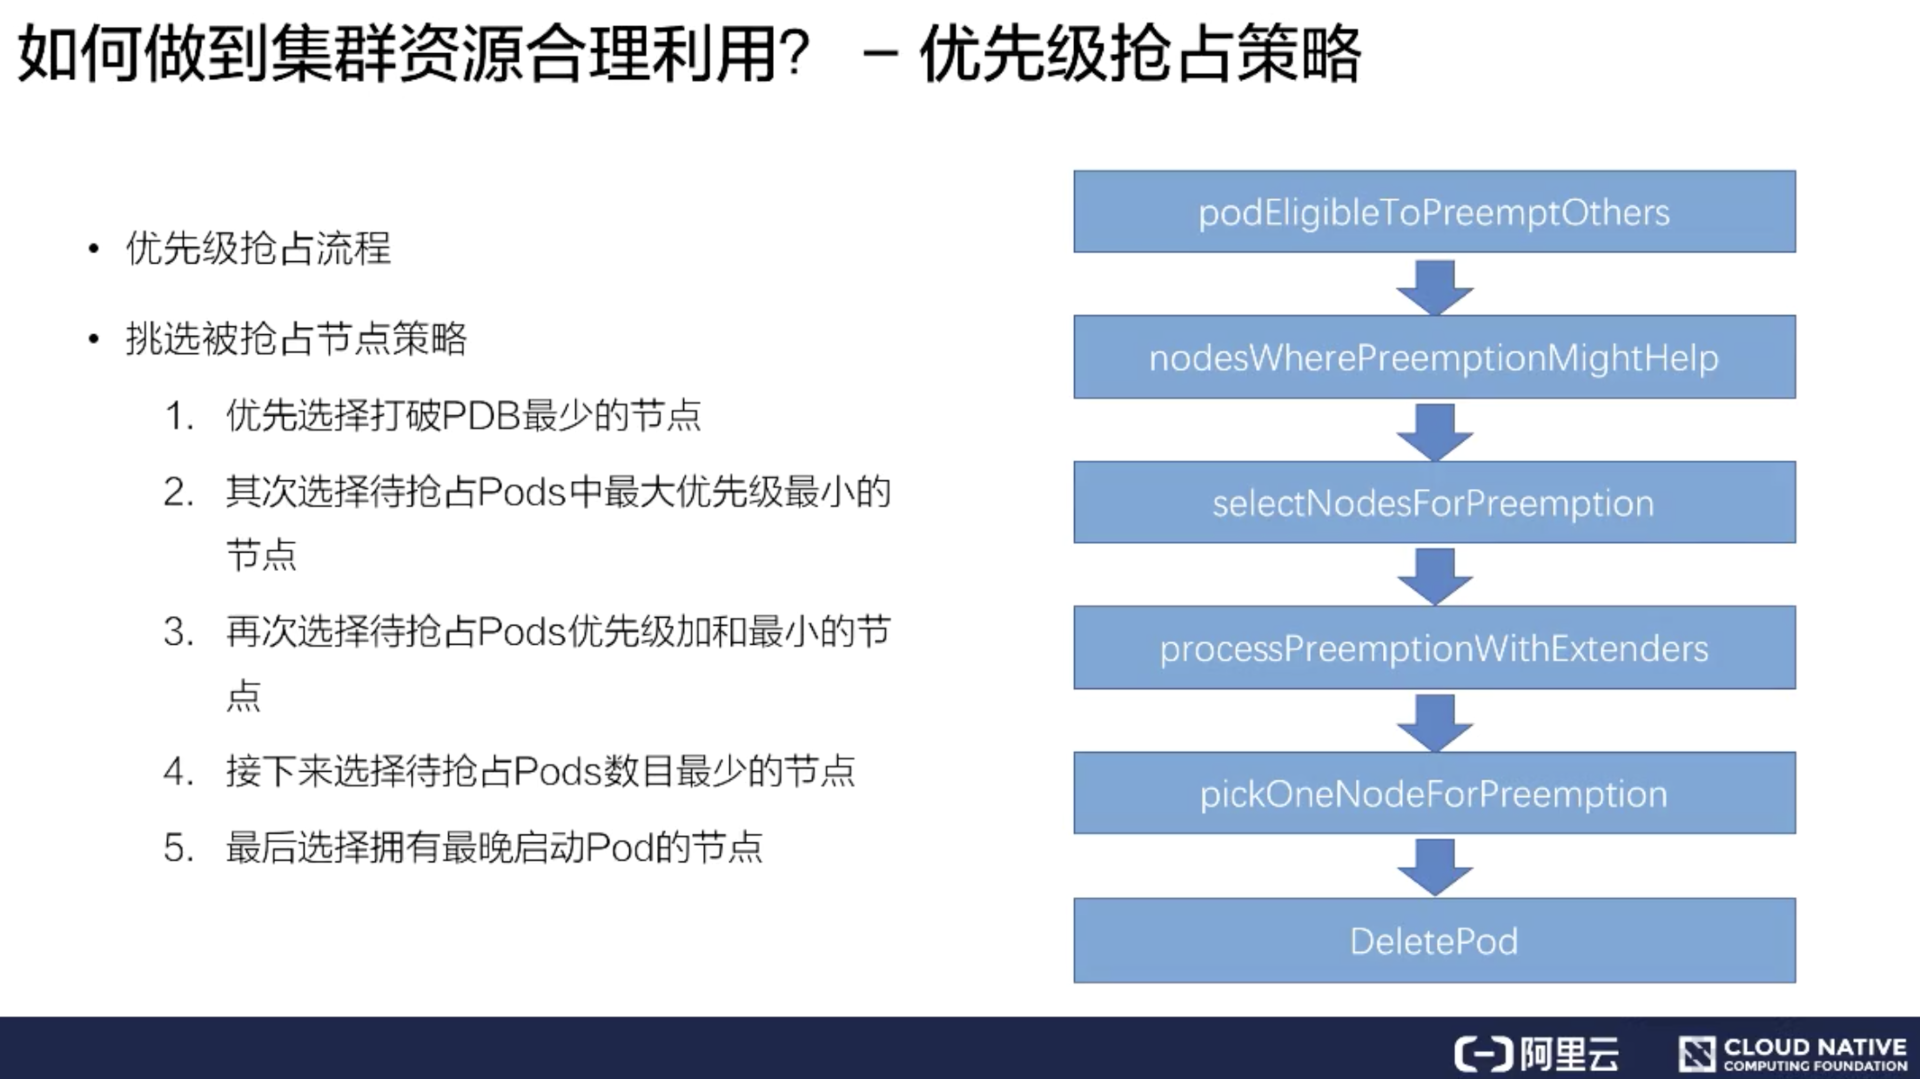 如何做到集群资源合理利用？ – 优先级抢占策略
• 优先级抢占流程
• 挑选被抢占节点策略
1. 优先选择打破PDB最少的节点
2. 其次选择待抢占Pods中最大优先级最小的
节点
3. 再次选择待抢占Pods优先级加和最小的节
点
4. 接下来选择待抢占Pods数目最少的节点
5. 最后选择拥有最晚启动Pod的节点
podEligibleToPreemptOthers
nodesWherePreemptionMightHelp
selectNodesForPreemption
processPreemptionWithExtenders
pickOneNodeForPreemption
DeletePod
阿里云
CLOUD NATIVE
COMPUTING FOUNDATION